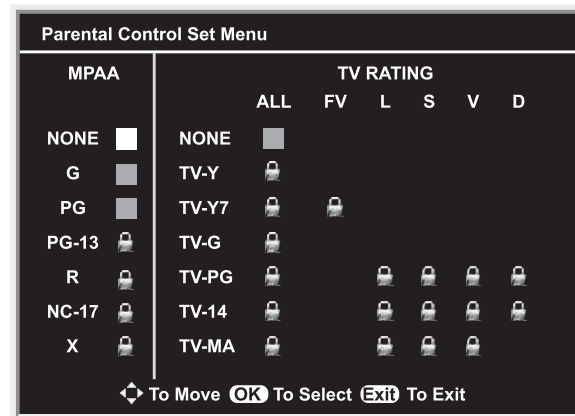 Parental Control Set Menu
MPAA
TV RATING
ALL FV L S V D
NONE NONE
G TV-Y
PG TV-Y7
PG-13 TV-G
R TV-PG
NC-17 TV-14
X TV-MA
To Move OK To Select Exit To Exit